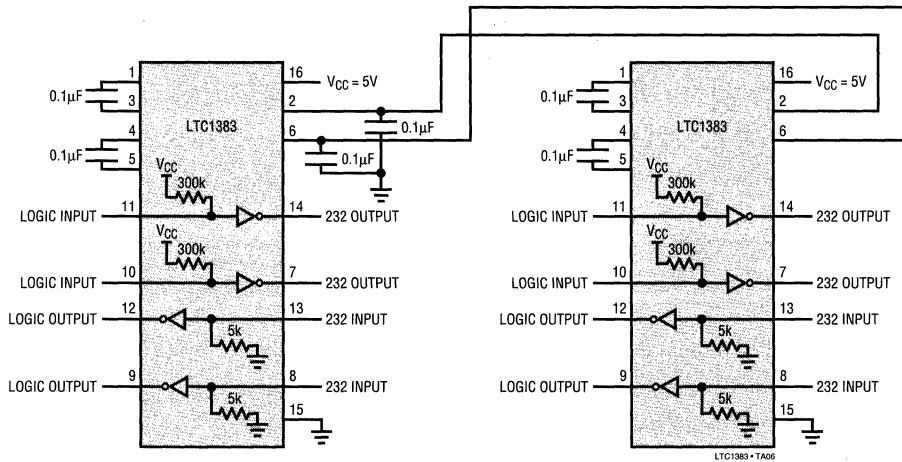 1
16
V_CC = 5V
0.1µF
3
2
4
LTC1383
6
0.1µF
0.1µF
5
0.1µF
V_CC
300k
LOGIC INPUT
11
14
232 OUTPUT
V_CC
300k
LOGIC INPUT
10
7
232 OUTPUT
LOGIC OUTPUT
12
13
232 INPUT
5k
LOGIC OUTPUT
9
8
232 INPUT
5k
15
1
16
V_CC = 5V
0.1µF
3
2
4
LTC1383
6
0.1µF
5
V_CC
300k
LOGIC INPUT
11
14
232 OUTPUT
V_CC
300k
LOGIC INPUT
10
7
232 OUTPUT
LOGIC OUTPUT
12
13
232 INPUT
5k
LOGIC OUTPUT
9
8
232 INPUT
5k
15
LTC1383 • TA06